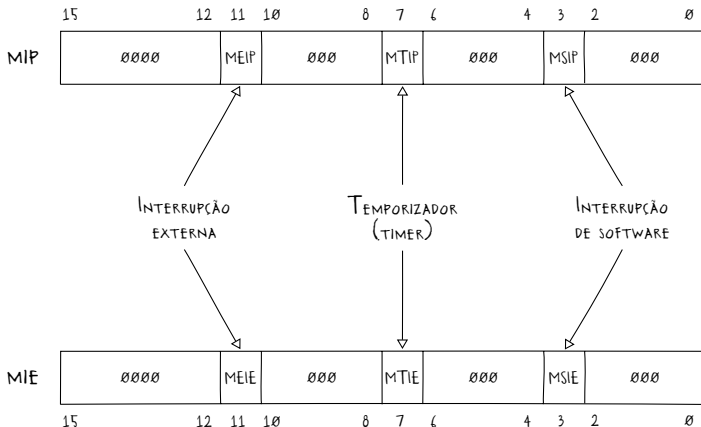 15 12 11 10 8 7 6 4 3 2 0
MIP 0000 MEIP 000 MTIP 000 MSIP 000
Interrupção
externa
Temporizador
(timer)
Interrupção
de software
MIE 0000 MEIE 000 MTIE 000 MSIE 000
15 12 11 10 8 7 6 4 3 2 0